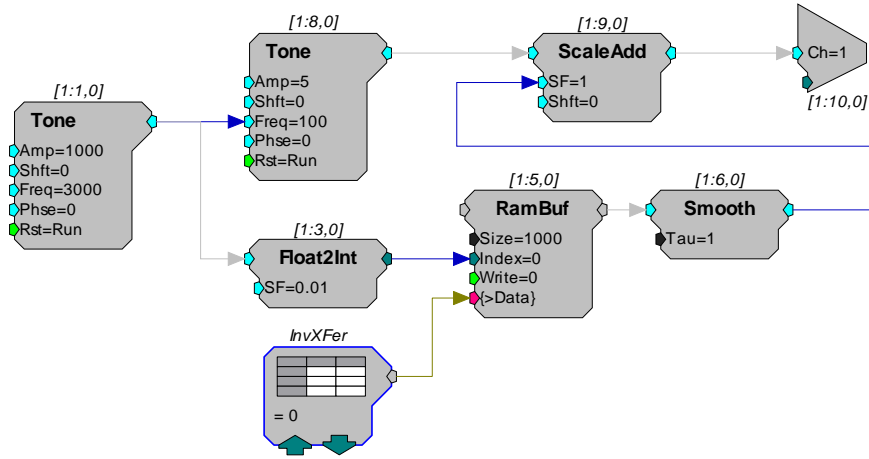 [1:1,0]
Tone
Amp=1000
Shft=0
Freq=3000
Phse=0
Rst=Run
[1:8,0]
Tone
Amp=5
Shft=0
Freq=100
Phse=0
Rst=Run
[1:9,0]
ScaleAdd
SF=1
Shft=0
Ch=1
[1:10,0]
[1:3,0]
Float2Int
SF=0.01
[1:5,0]
RamBuf
Size=1000
Index=0
Write=0
{>Data}
[1:6,0]
Smooth
Tau=1
InvXFer
= 0